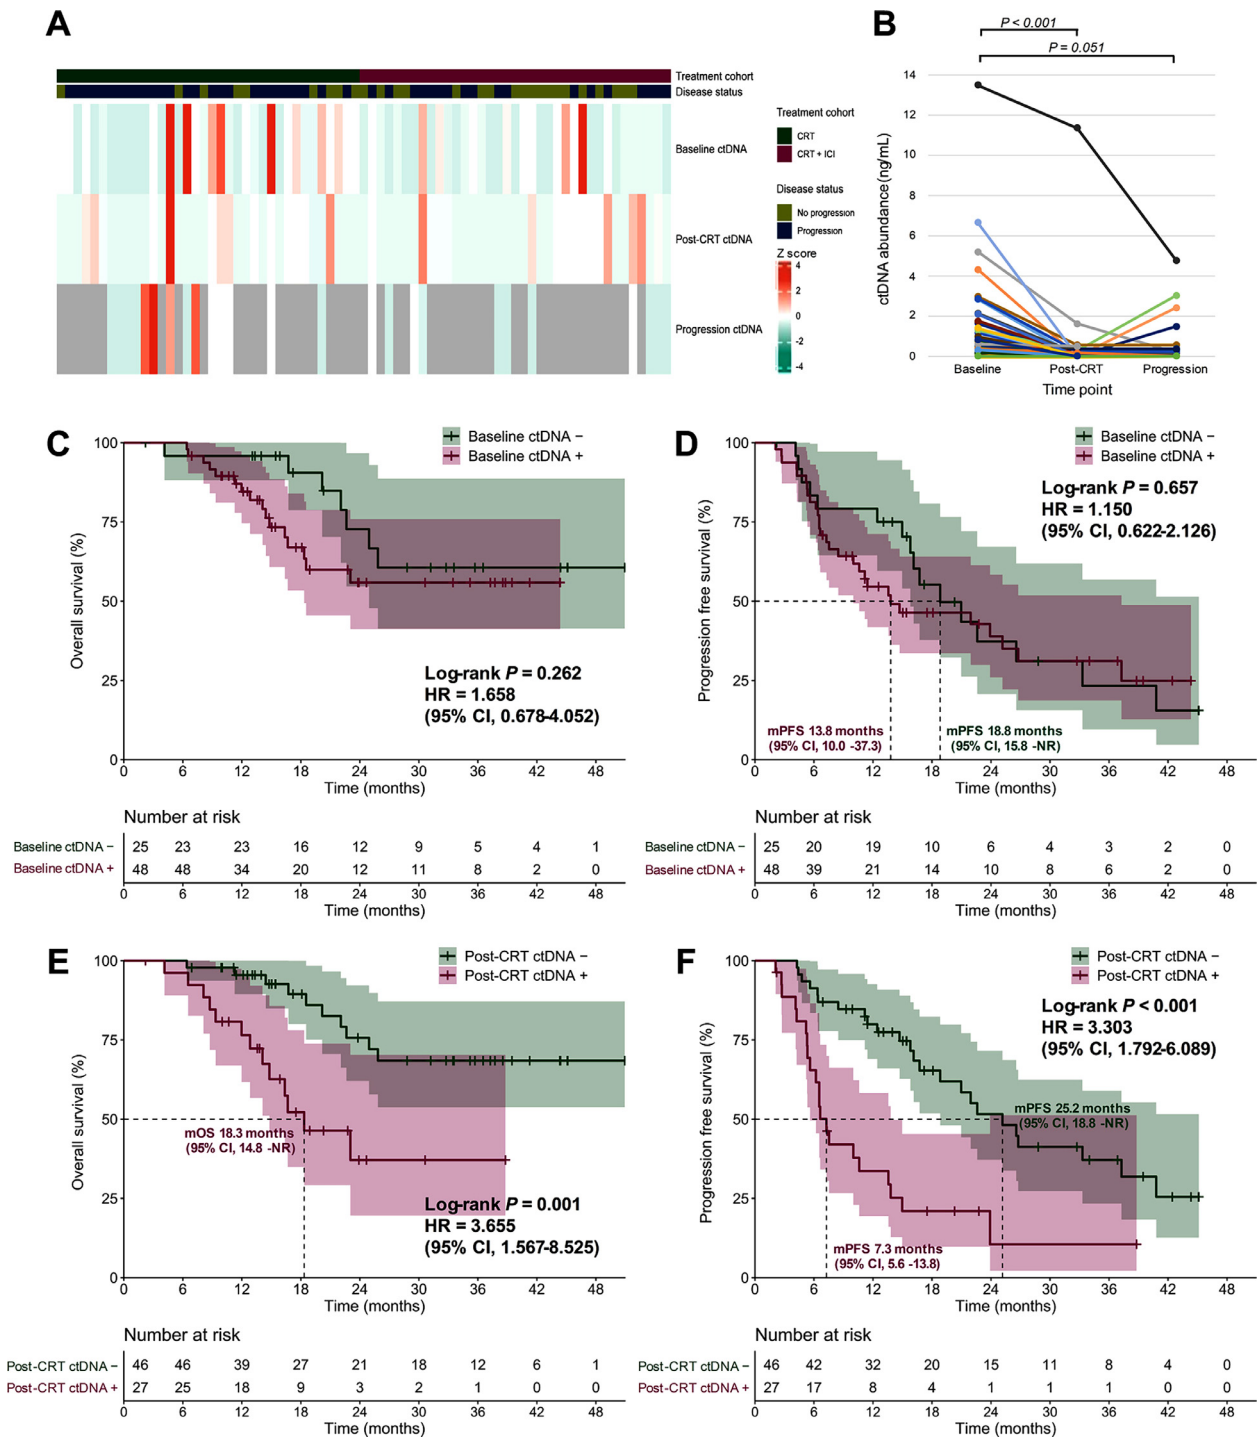 A
Treatment cohort
Disease status
Baseline ctDNA
Post-CRT ctDNA
Progression ctDNA
Treatment cohort
CRT
CRT + ICI
Disease status
No progression
Progression
Z score
4
2
0
-2
-4
B
P < 0.001
P = 0.051
ctDNA abundance(ng/mL)
14
12
10
8
6
4
2
0
Baseline Post-CRT Progression
Time point
C
Baseline ctDNA −
Baseline ctDNA +
Overall survival (%)
100
75
50
25
0
Log-rank P = 0.262
HR = 1.658
(95% CI, 0.678-4.052)
0 6 12 18 24 30 36 42 48
Time (months)
Number at risk
Baseline ctDNA − 25 23 23 16 12 9 5 4 1
Baseline ctDNA + 48 48 34 20 12 11 8 2 0
0 6 12 18 24 30 36 42 48
Time (months)
D
Baseline ctDNA −
Baseline ctDNA +
Log-rank P = 0.657
HR = 1.150
(95% CI, 0.622-2.126)
Progression free survival (%)
100
75
50
25
0
mPFS 13.8 months
(95% CI, 10.0 -37.3)
mPFS 18.8 months
(95% CI, 15.8 -NR)
0 6 12 18 24 30 36 42 48
Time (months)
Number at risk
Baseline ctDNA − 25 20 19 10 6 4 3 2 0
Baseline ctDNA + 48 39 21 14 10 8 6 2 0
0 6 12 18 24 30 36 42 48
Time (months)
E
Post-CRT ctDNA −
Post-CRT ctDNA +
Overall survival (%)
100
75
50
25
0
mOS 18.3 months
(95% CI, 14.8 -NR)
Log-rank P = 0.001
HR = 3.655
(95% CI, 1.567-8.525)
0 6 12 18 24 30 36 42 48
Time (months)
Number at risk
Post-CRT ctDNA − 46 46 39 27 21 18 12 6 1
Post-CRT ctDNA + 27 25 18 9 3 2 1 0 0
0 6 12 18 24 30 36 42 48
Time (months)
F
Post-CRT ctDNA −
Post-CRT ctDNA +
Log-rank P < 0.001
HR = 3.303
(95% CI, 1.792-6.089)
Progression free survival (%)
100
75
50
25
0
mPFS 25.2 months
(95% CI, 18.8 -NR)
mPFS 7.3 months
(95% CI, 5.6 -13.8)
0 6 12 18 24 30 36 42 48
Time (months)
Number at risk
Post-CRT ctDNA − 46 42 32 20 15 11 8 4 0
Post-CRT ctDNA + 27 17 8 4 1 1 1 0 0
0 6 12 18 24 30 36 42 48
Time (months)